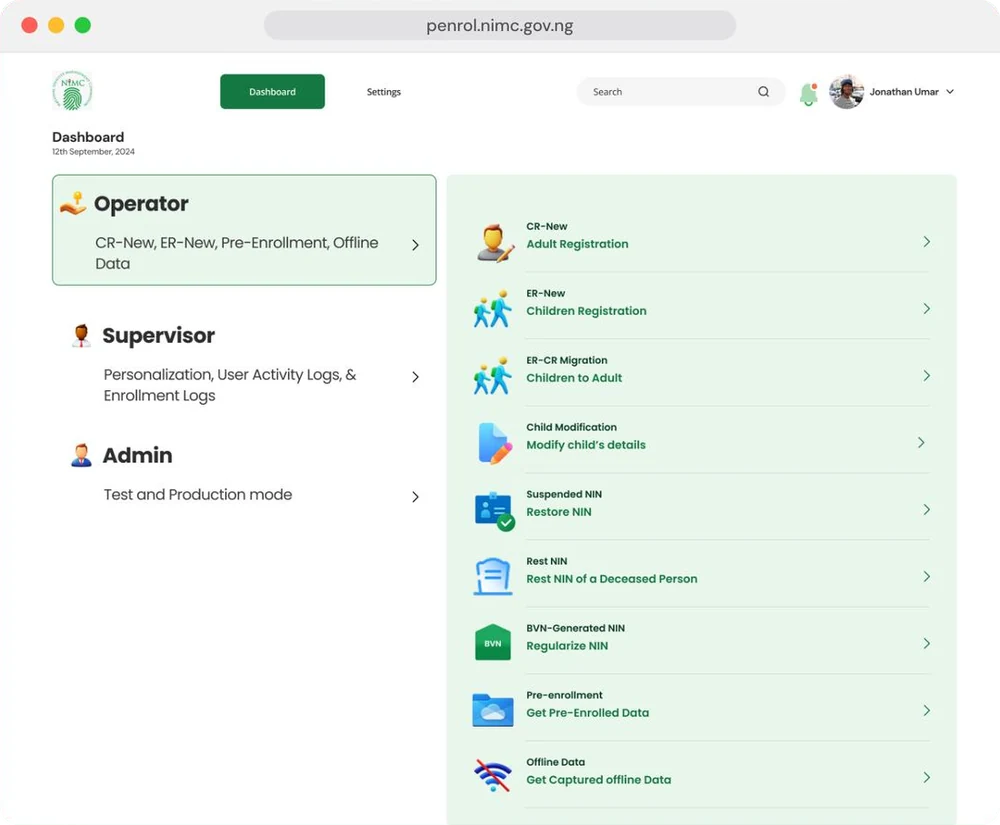 penrol.nimc.gov.ng
NIMC
Dashboard
Settings
Search
Jonathan Umar
Dashboard
12th September, 2024
Operator
CR-New, ER-New, Pre-Enrollment, Offline
Data
Supervisor
Personalization, User Activity Logs, &
Enrollment Logs
Admin
Test and Production mode
CR-New
Adult Registration
ER-New
Children Registration
ER-CR Migration
Children to Adult
Child Modification
Modify child's details
Suspended NIN
Restore NIN
Rest NIN
Rest NIN of a Deceased Person
BVN
BVN-Generated NIN
Regularize NIN
Pre-enrollment
Get Pre-Enrolled Data
Offline Data
Get Captured offline Data